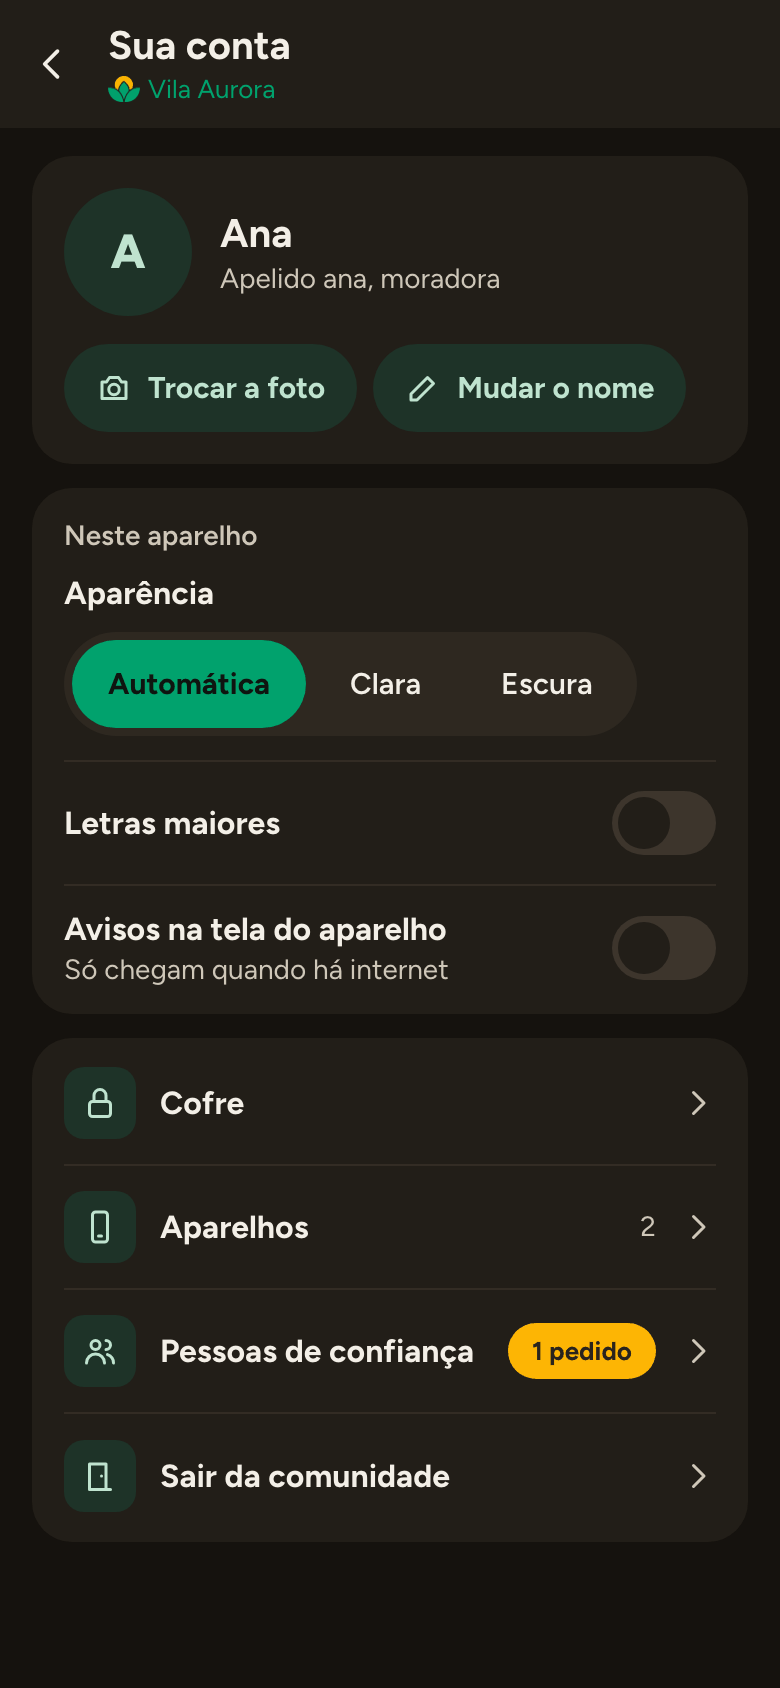 Sua conta
Vila Aurora
A
Ana
Apelido ana, moradora
Trocar a foto
Mudar o nome
Neste aparelho
Aparência
Automática
Clara
Escura
Letras maiores
Avisos na tela do aparelho
Só chegam quando há internet
Cofre
Aparelhos
2
Pessoas de confiança
1 pedido
Sair da comunidade